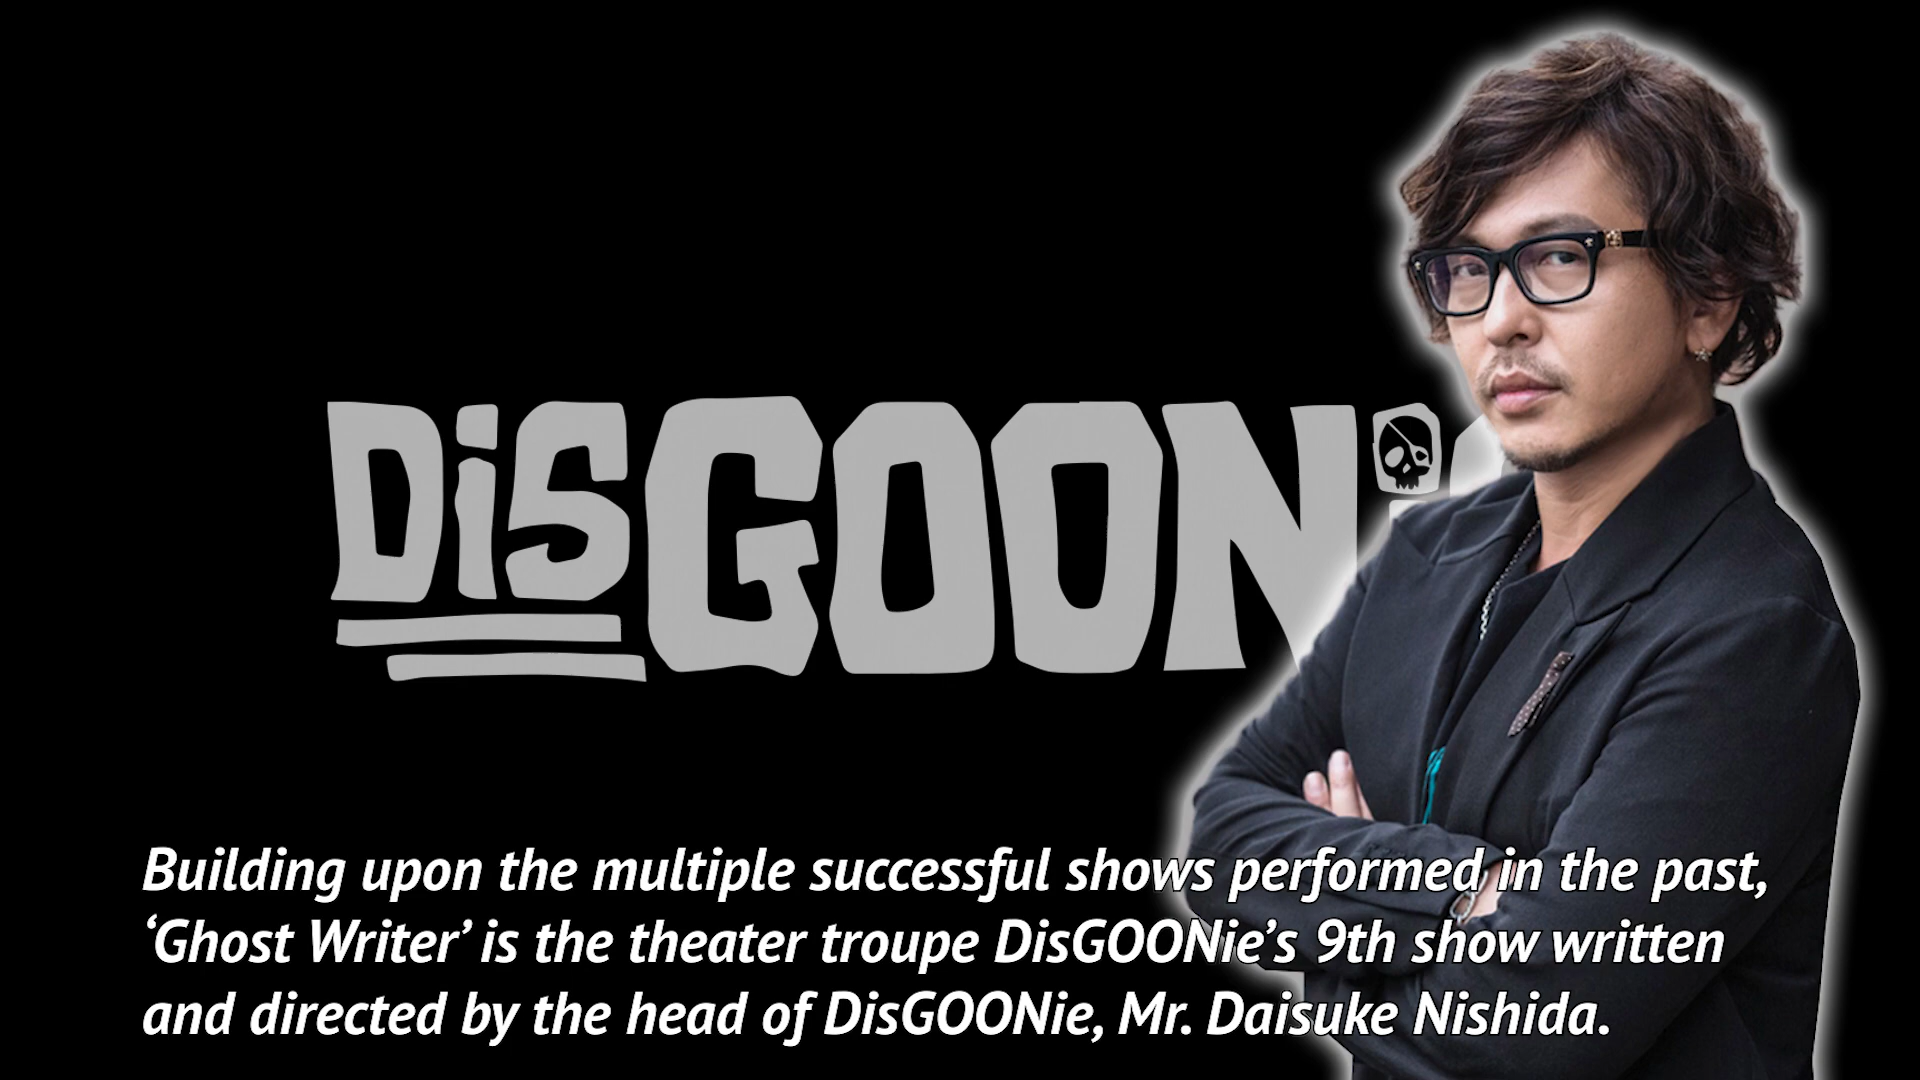 DiSGOONi
Building upon the multiple successful shows performed in the past,
‘Ghost Writer’ is the theater troupe DisGOONie’s 9th show written
and directed by the head of DisGOONie, Mr. Daisuke Nishida.